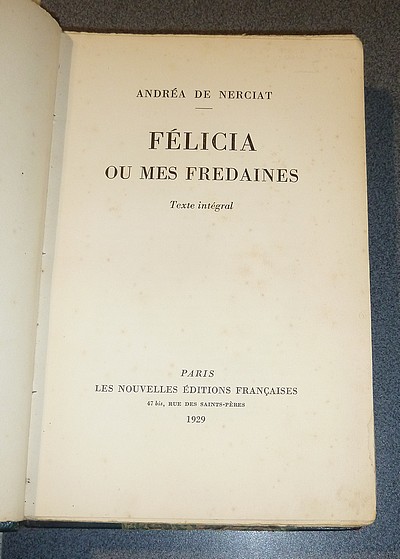 ANDRÉA DE NERCIAT
FÉLICIA
OU MES FREDAINES
Texte intégral
PARIS
LES NOUVELLES ÉDITIONS FRANÇAISES
47 bis, RUE DES SAINTS-PÈRES
1929